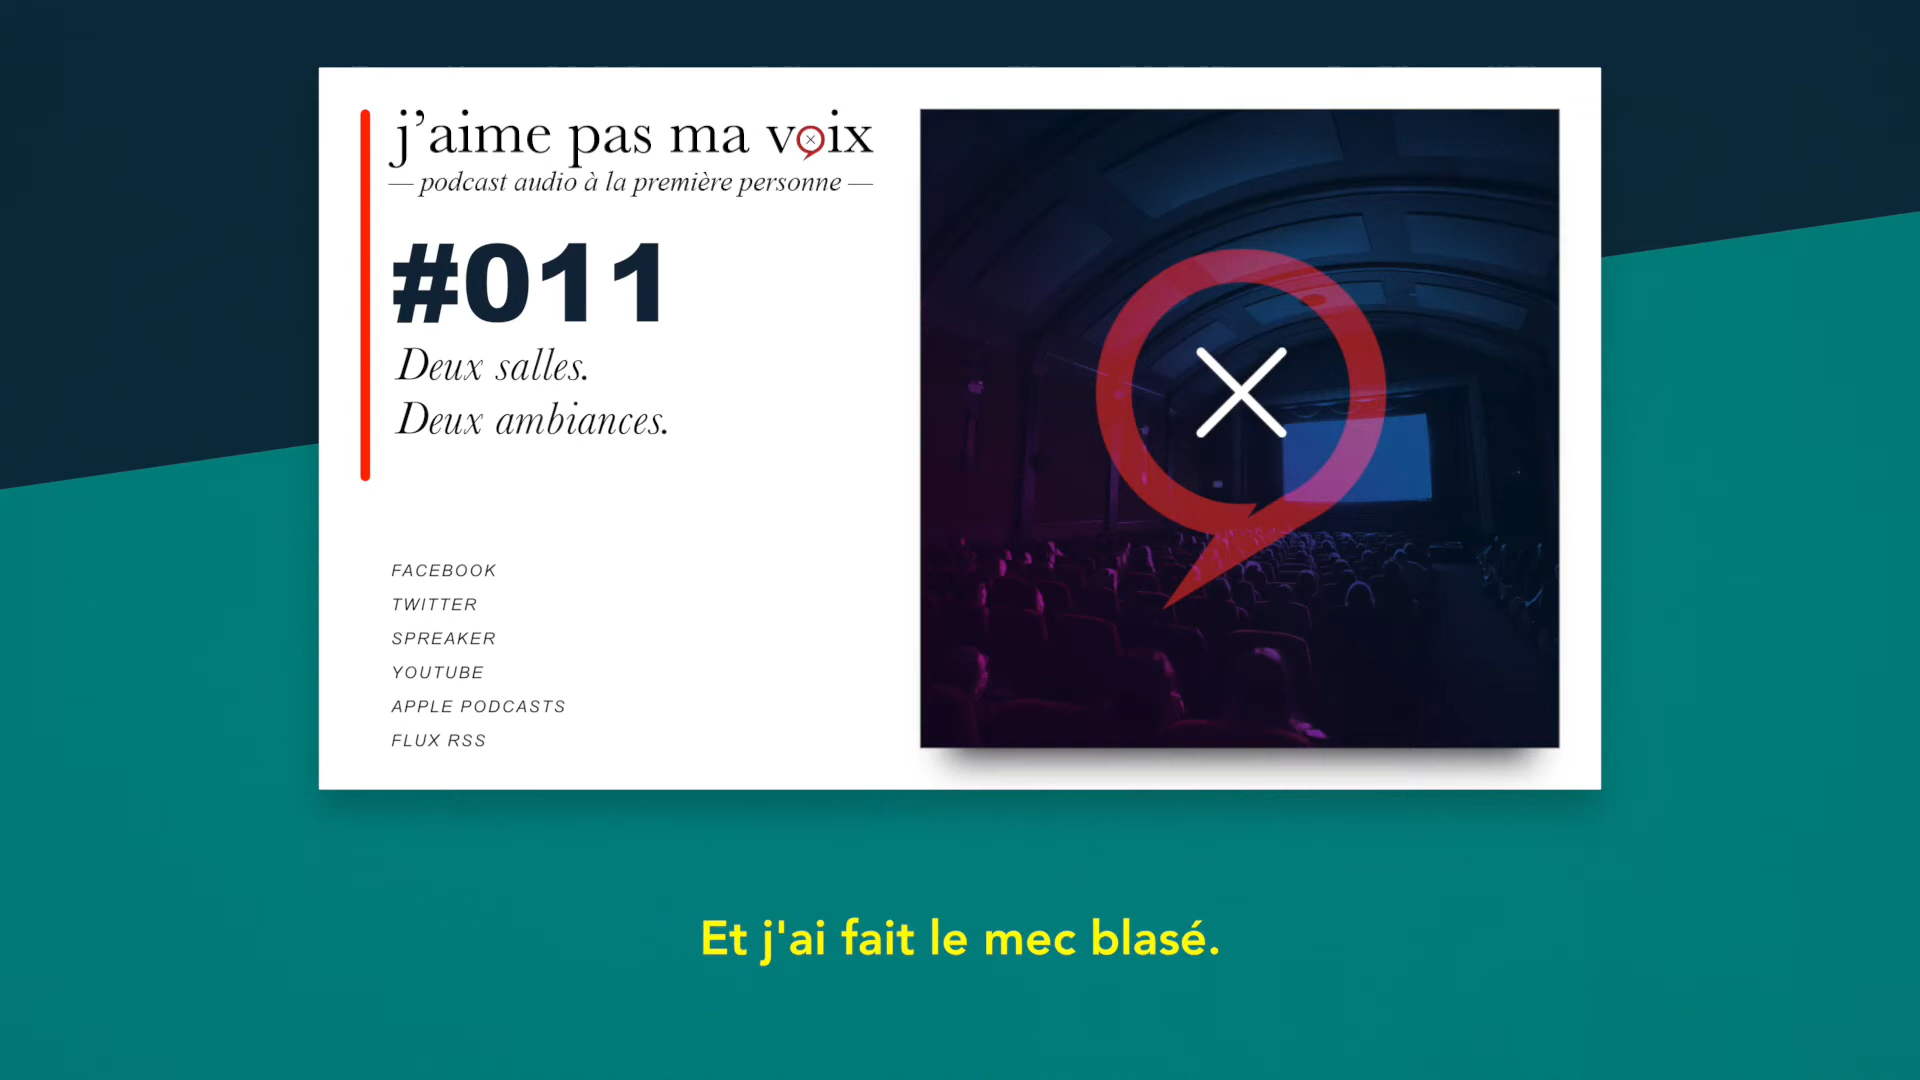 j'aime pas ma voix
— podcast audio à la première personne —
#011
Deux salles.
Deux ambiances.
FACEBOOK
TWITTER
SPREAKER
YOUTUBE
APPLE PODCASTS
FLUX RSS
Et j'ai fait le mec blasé.